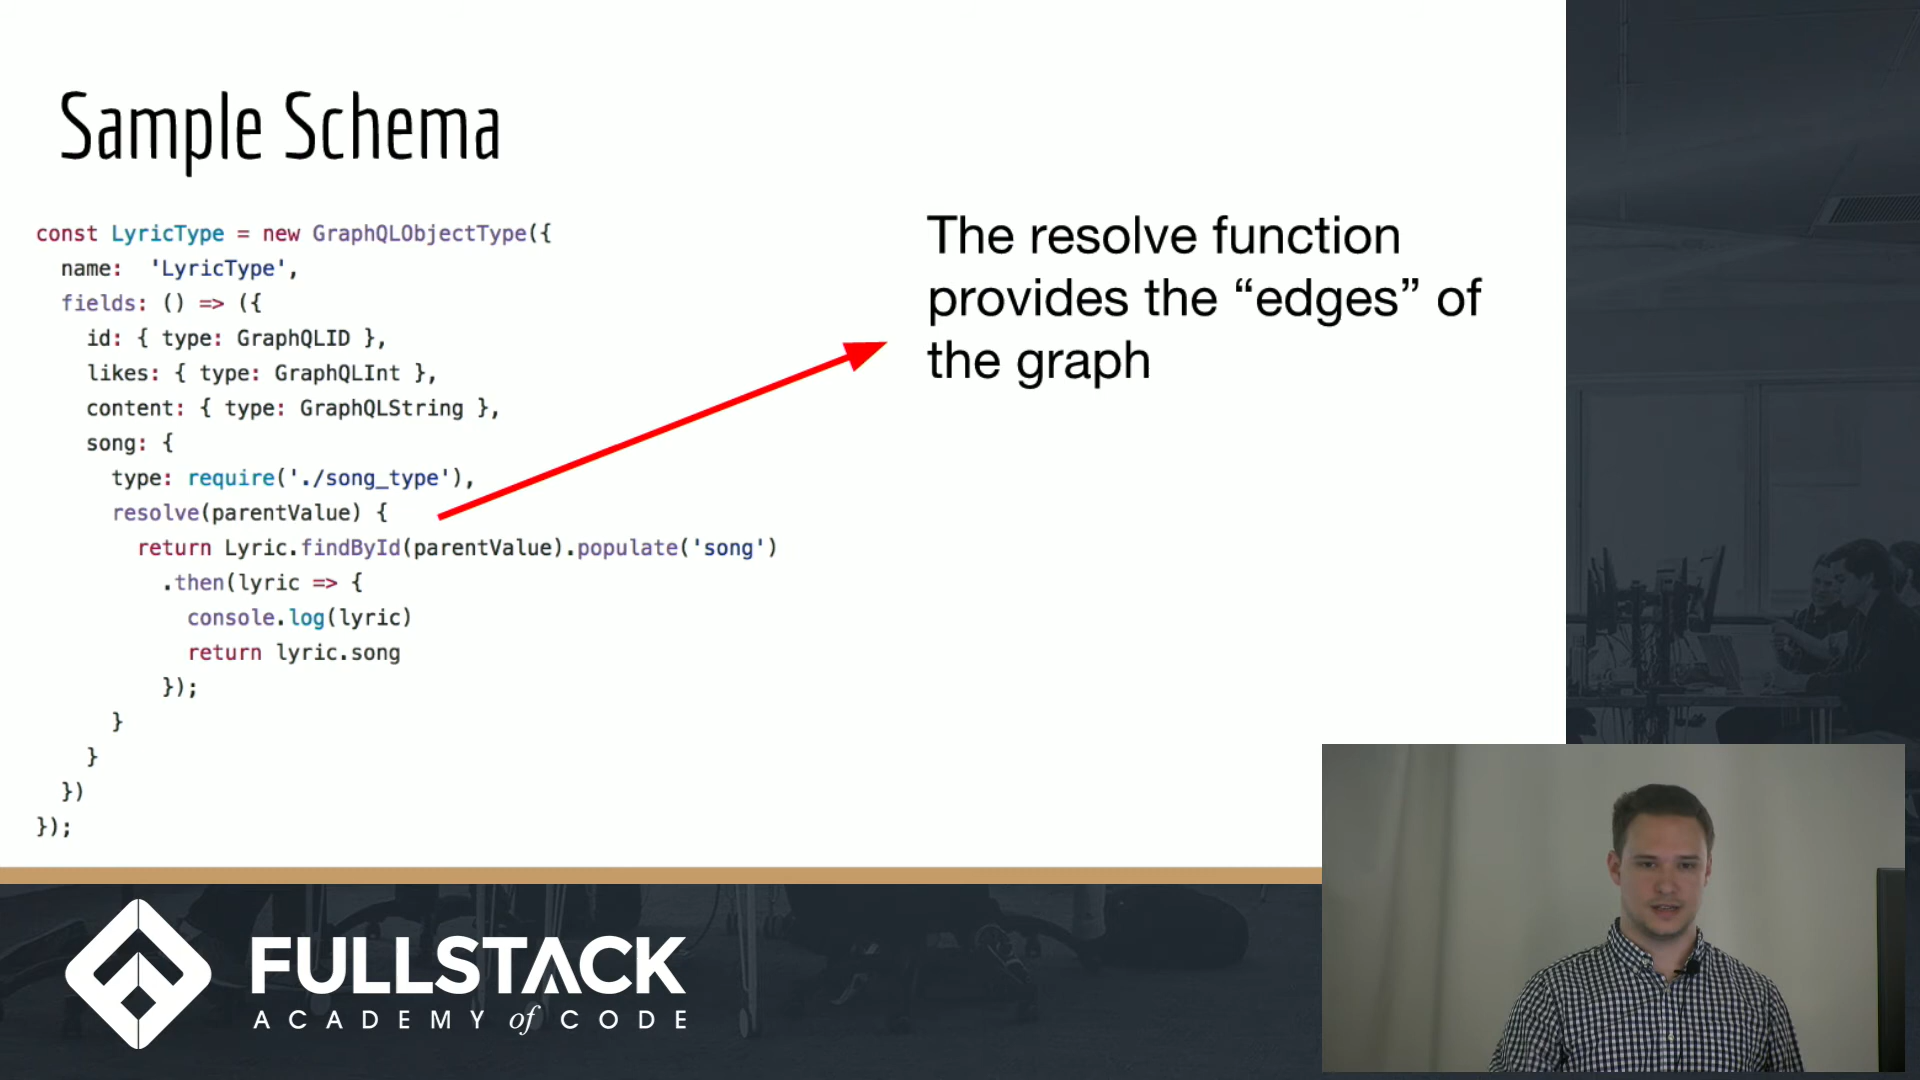 Sample Schema
const LyricType = new GraphQLObjectType({
  name:  'LyricType',
  fields: () => ({
    id: { type: GraphQLID },
    likes: { type: GraphQLInt },
    content: { type: GraphQLString },
    song: {
      type: require('./song_type'),
      resolve(parentValue) {
        return Lyric.findById(parentValue).populate('song')
          .then(lyric => {
            console.log(lyric)
            return lyric.song
          });
      }
    }
  })
});
The resolve function
provides the “edges” of
the graph
FULLSTACK
ACADEMY of CODE